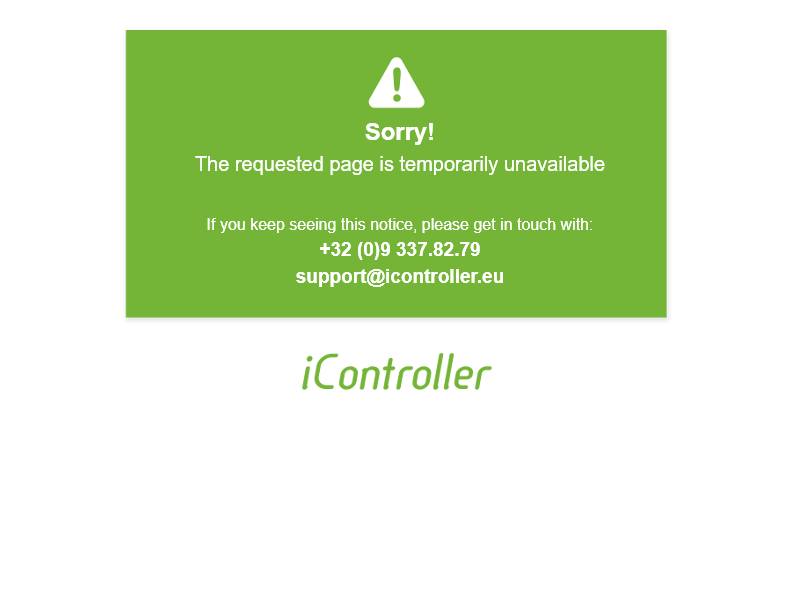 Sorry!
The requested page is temporarily unavailable
If you keep seeing this notice, please get in touch with:
+32 (0)9 337.82.79
support@icontroller.eu
iController